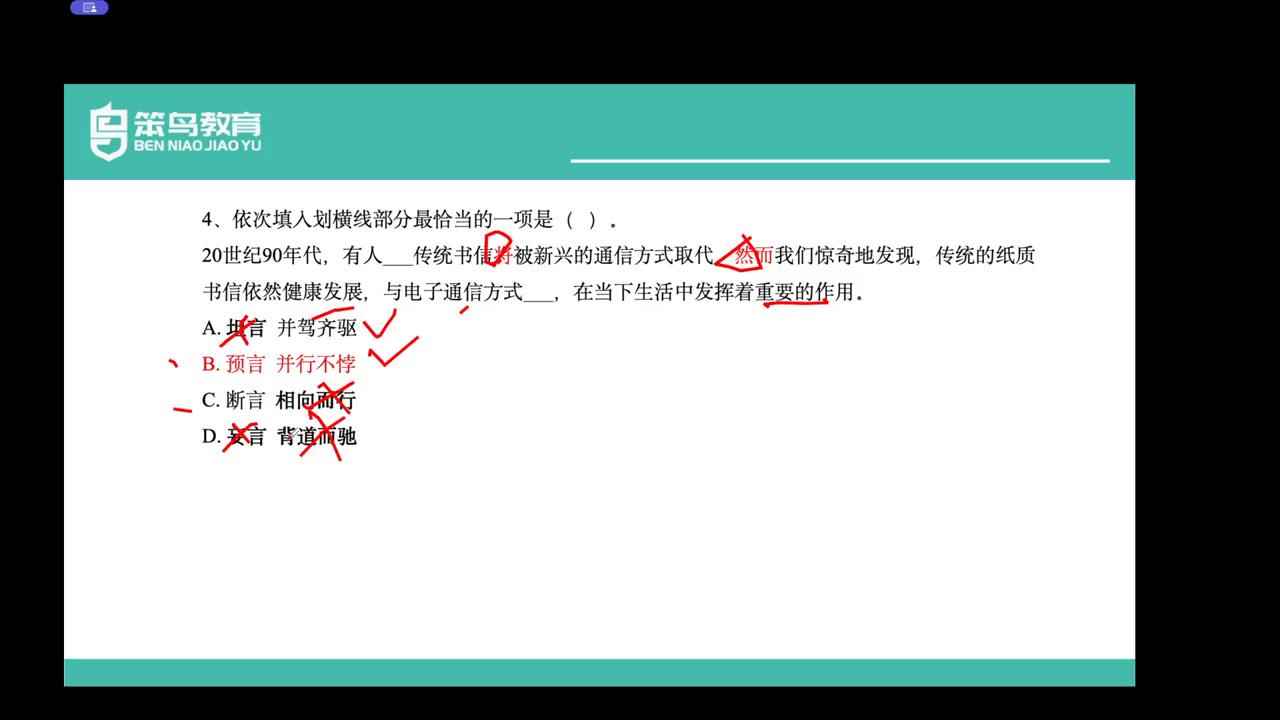 笨鸟教育
BEN NIAO JIAO YU
4、依次填入划横线部分最恰当的一项是（ ）。
20世纪90年代，有人___传统书信将被新兴的通信方式取代，然而我们惊奇地发现，传统的纸质
书信依然健康发展，与电子通信方式___，在当下生活中发挥着重要的作用。
A. 坦言 并驾齐驱
B. 预言 并行不悖
C. 断言 相向而行
D. 妄言 背道而驰